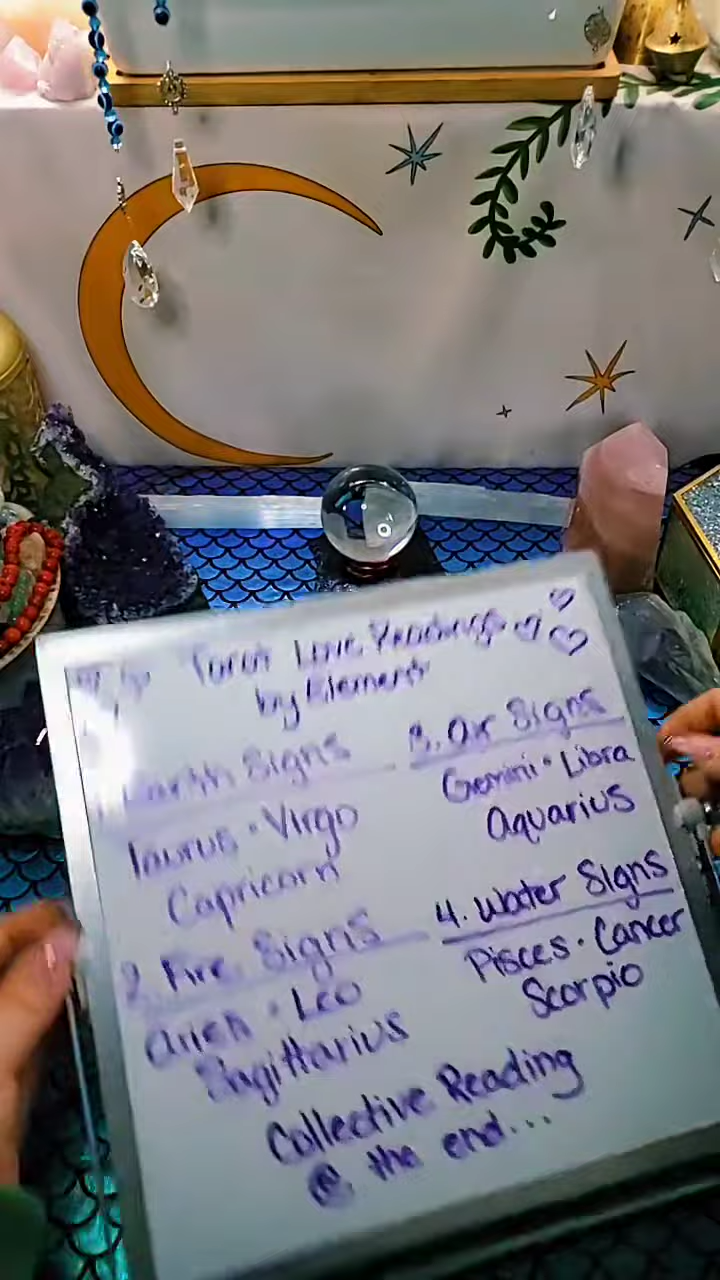 Tarot Love Readings
by Elements
Earth Signs
Taurus • Virgo
Capricorn
2. Fire Signs
Aries • Leo
Sagittarius
3. Air Signs
Gemini • Libra
Aquarius
4. Water Signs
Pisces • Cancer
Scorpio
Collective Reading
@ the end...